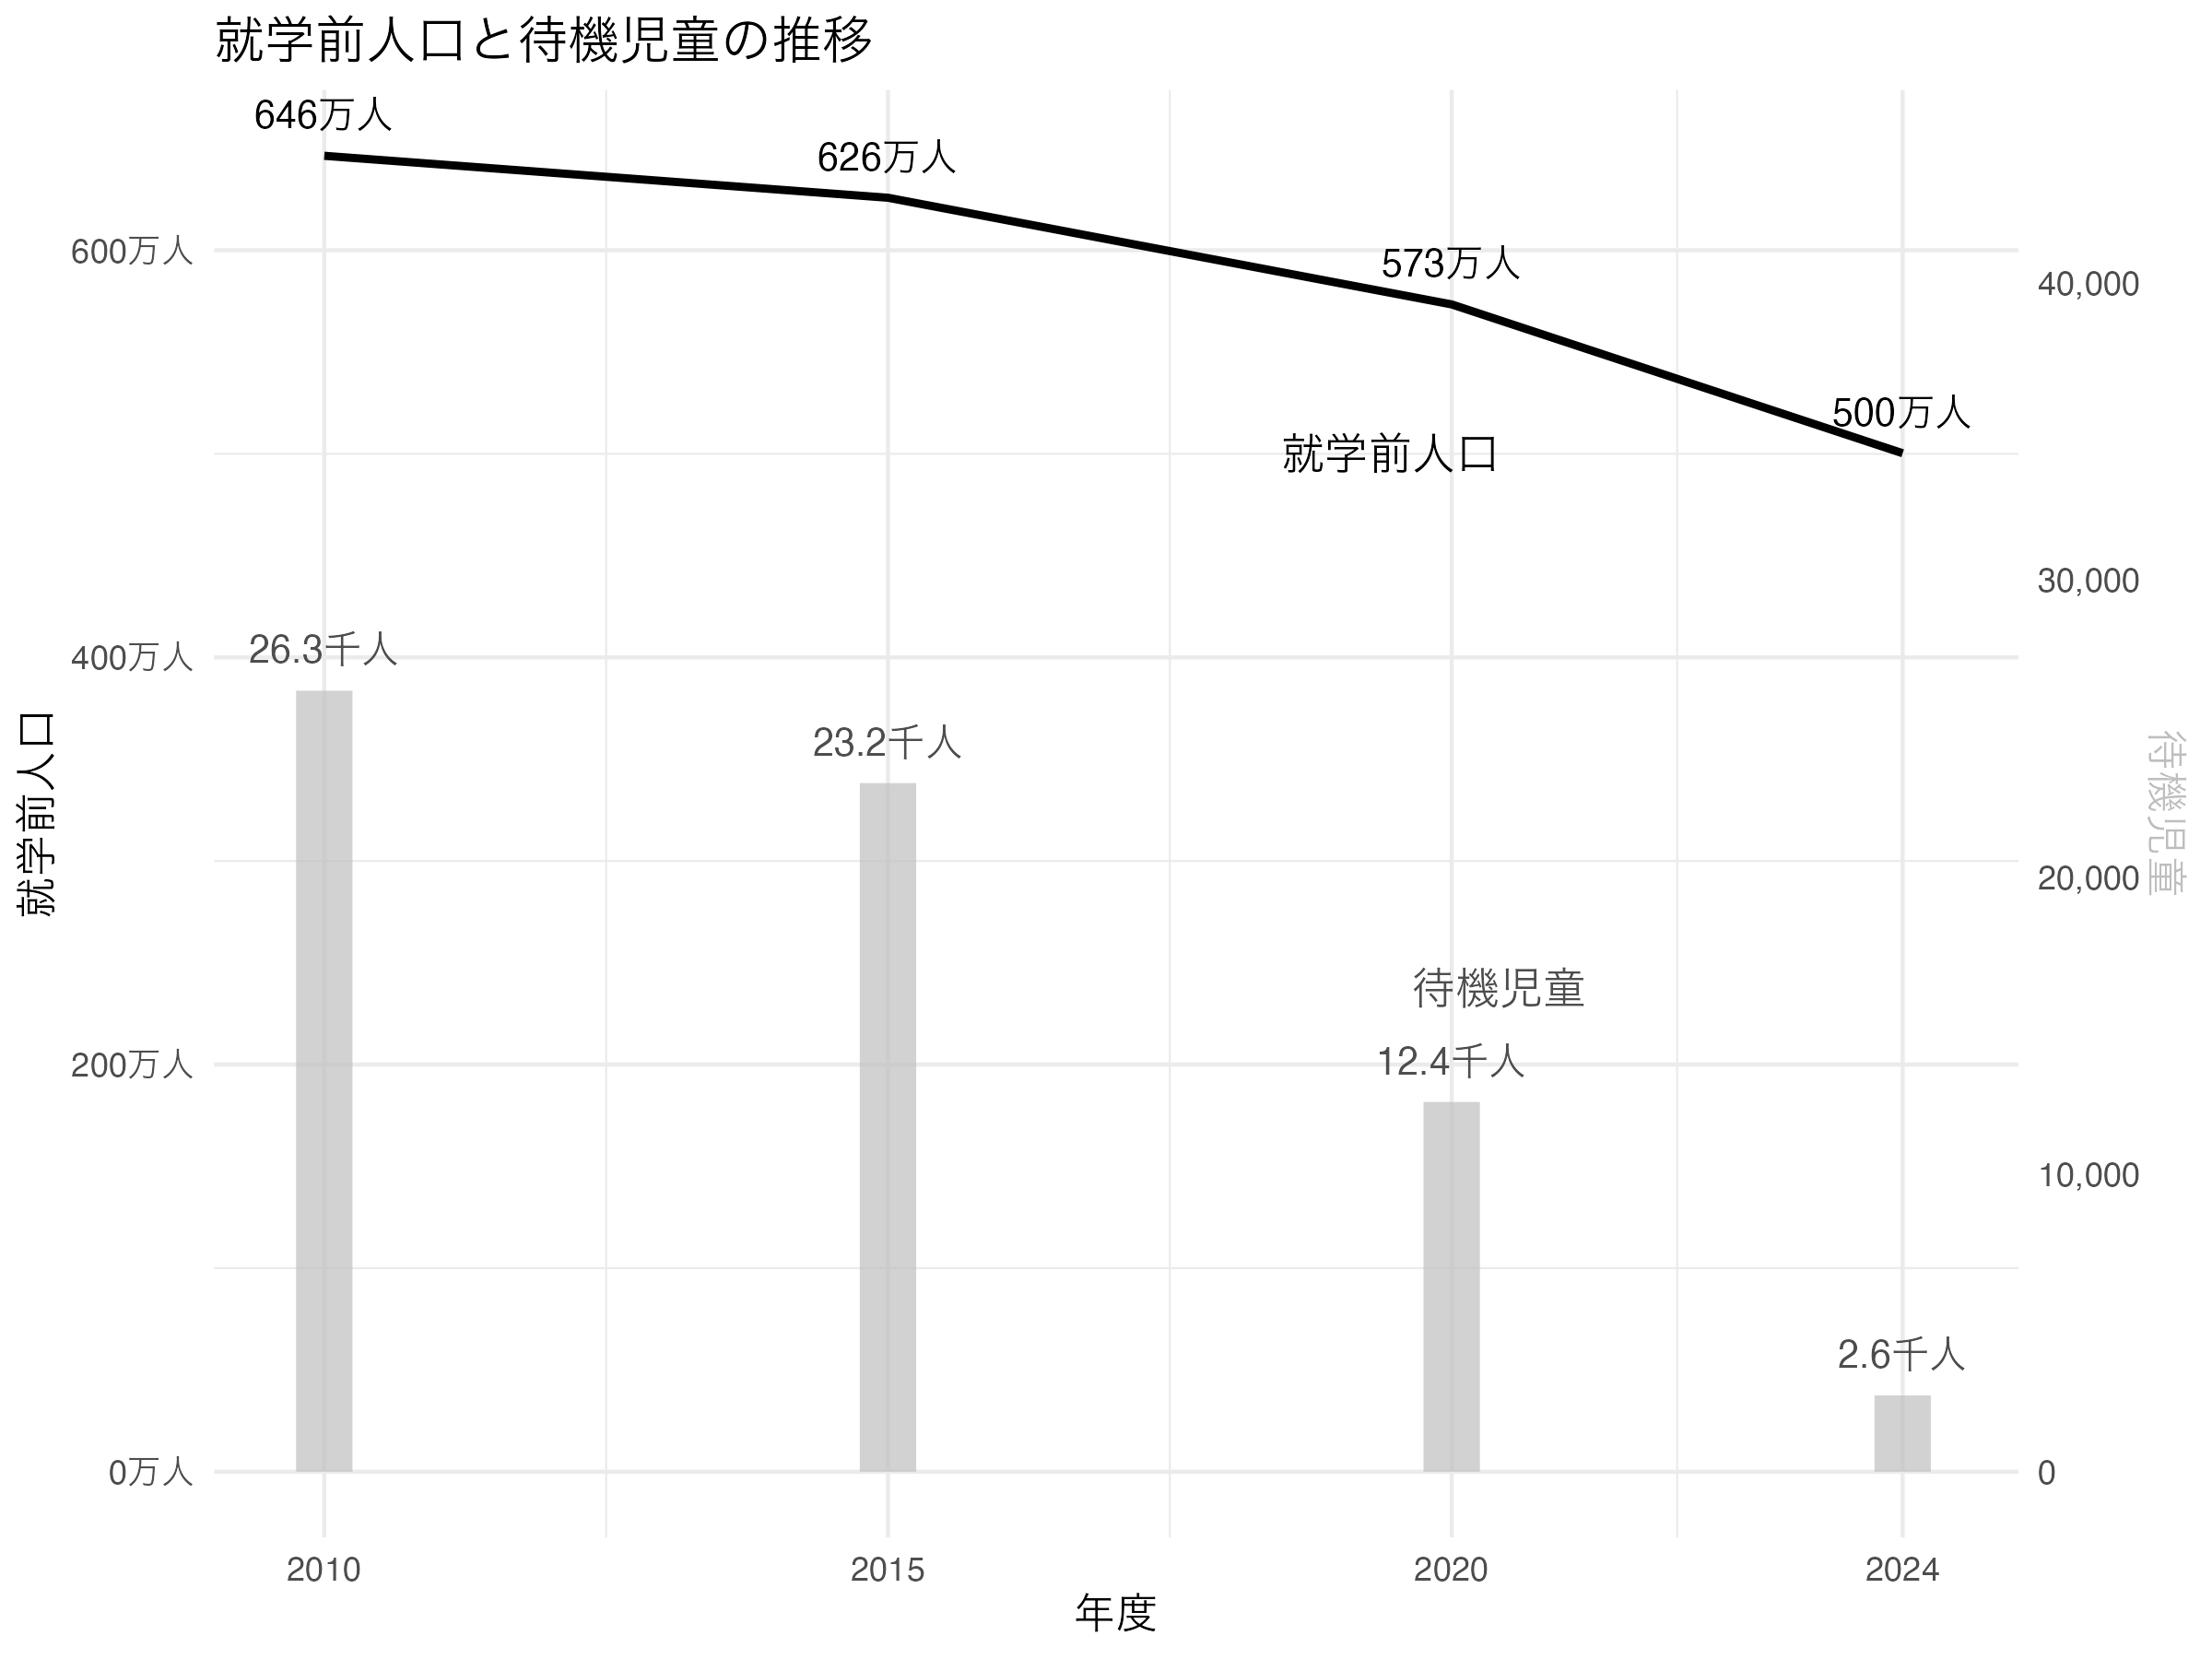 就学前人口と待機児童の推移
646万人
626万人
573万人
500万人
就学前人口
26.3千人
23.2千人
待機児童
12.4千人
2.6千人
600万人
400万人
200万人
0万人
就学前人口
40,000
30,000
20,000
10,000
0
待機児童
2010
2015
2020
2024
年度